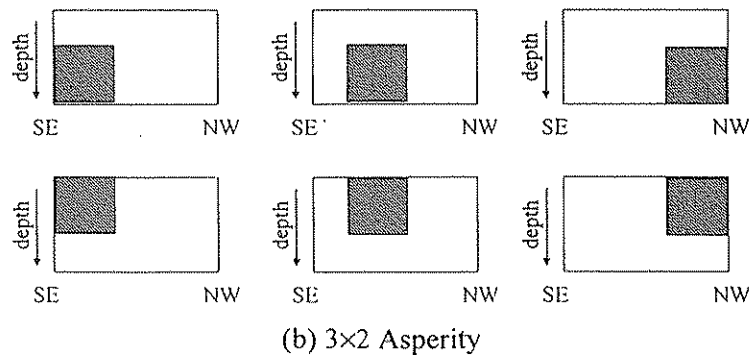 depth depth depth
SE NW SE NW SE NW
depth depth depth
SE NW SE NW SE NW
(b) 3×2 Asperity